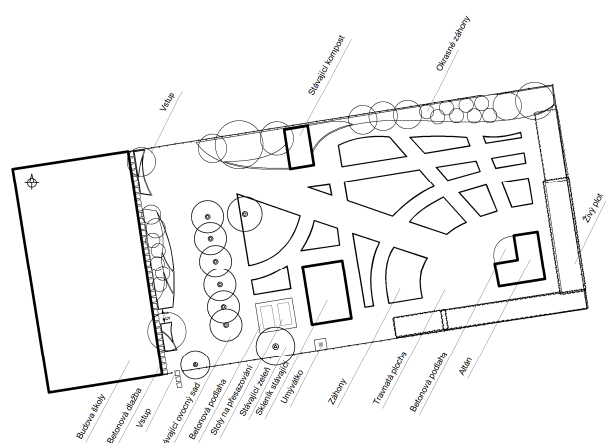 Vstup
Stávající kompost
Okrasné záhony
Živý plot
Budova školy
Betonová dlažba
Vstup
ávající ovocný sad
Betonová podlaha
Stoly na přesazování
Stávající zeleň
Skleník stávající
Umyvátko
Záhony
Travnatá plocha
Betonová podlaha
Altán